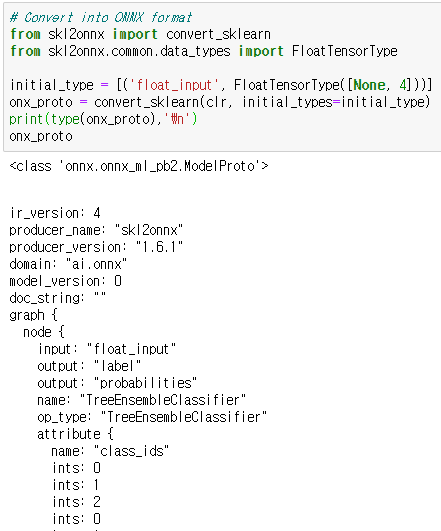 # Convert into ONNX format
from skl2onnx import convert_sklearn
from skl2onnx.common.data_types import FloatTensorType
initial_type = [('float_input', FloatTensorType([None, 4]))]
onx_proto = convert_sklearn(clr, initial_types=initial_type)
print(type(onx_proto),'₩n')
onx_proto
<class 'onnx.onnx_ml_pb2.ModelProto'>
ir_version: 4
producer_name: "skl2onnx"
producer_version: "1.6.1"
domain: "ai.onnx"
model_version: 0
doc_string: ""
graph {
  node {
    input: "float_input"
    output: "label"
    output: "probabilities"
    name: "TreeEnsembleClassifier"
    op_type: "TreeEnsembleClassifier"
    attribute {
      name: "class_ids"
      ints: 0
      ints: 1
      ints: 2
      ints: 0